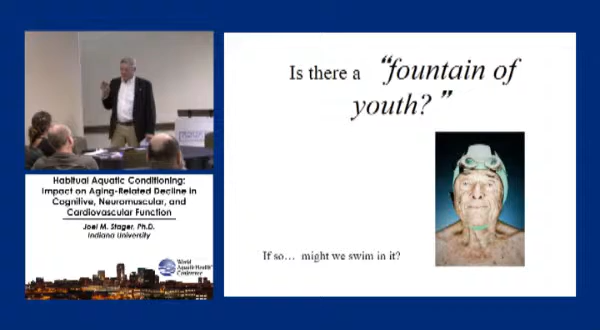 Habitual Aquatic Conditioning:
Impact on Aging-Related Decline in
Cognitive, Neuromuscular, and
Cardiovascular Function
Joel M. Stager, Ph.D.
Indiana University
World
Aquatic Health™
Conference
Is there a “fountain of
youth?”
If so... might we swim in it?